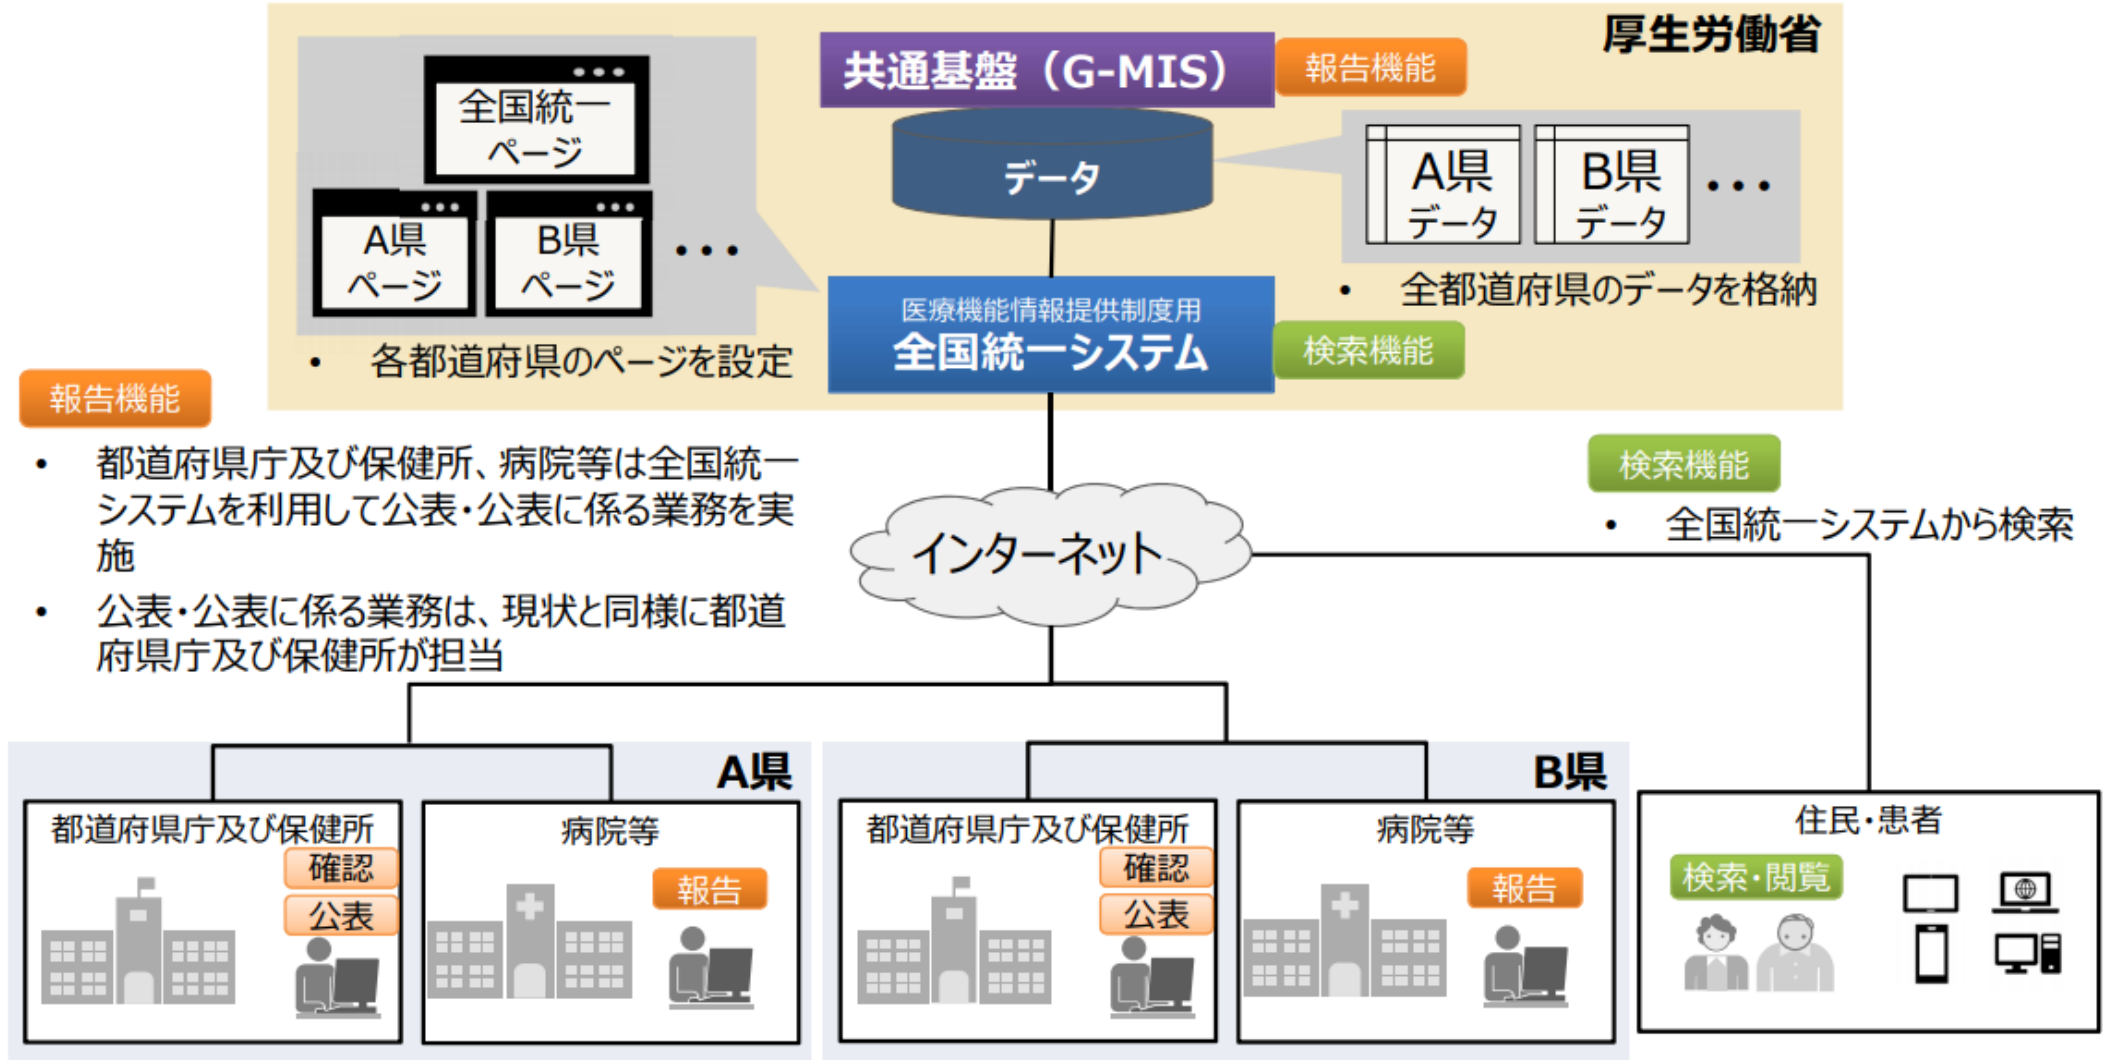 厚生労働省
共通基盤（G-MIS）
報告機能
全国統一
ページ
A県
ページ
B県
ページ
・・・
• 各都道府県のページを設定
データ
A県
データ
B県
データ
・・・
• 全都道府県のデータを格納
医療機能情報提供制度用
全国統一システム
検索機能
報告機能
• 都道府県庁及び保健所、病院等は全国統一
システムを利用して公表・公表に係る業務を実
施
• 公表・公表に係る業務は、現状と同様に都道
府県庁及び保健所が担当
インターネット
検索機能
• 全国統一システムから検索
A県
都道府県庁及び保健所
確認
公表
病院等
報告
B県
都道府県庁及び保健所
確認
公表
病院等
報告
住民・患者
検索・閲覧